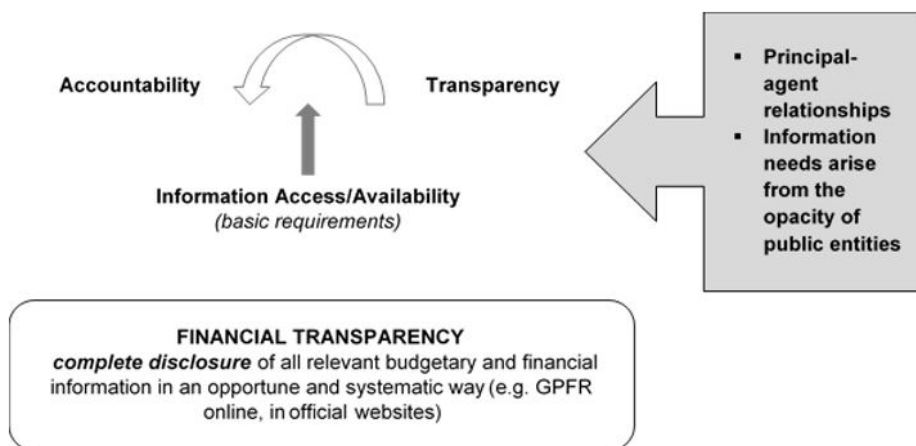 Accountability
Transparency
Information Access/Availability
(basic requirements)
▪ Principal-
agent
relationships
▪ Information
needs arise
from the
opacity of
public entities
FINANCIAL TRANSPARENCY
complete disclosure of all relevant budgetary and financial
information in an opportune and systematic way (e.g. GPFR
online, in official websites)